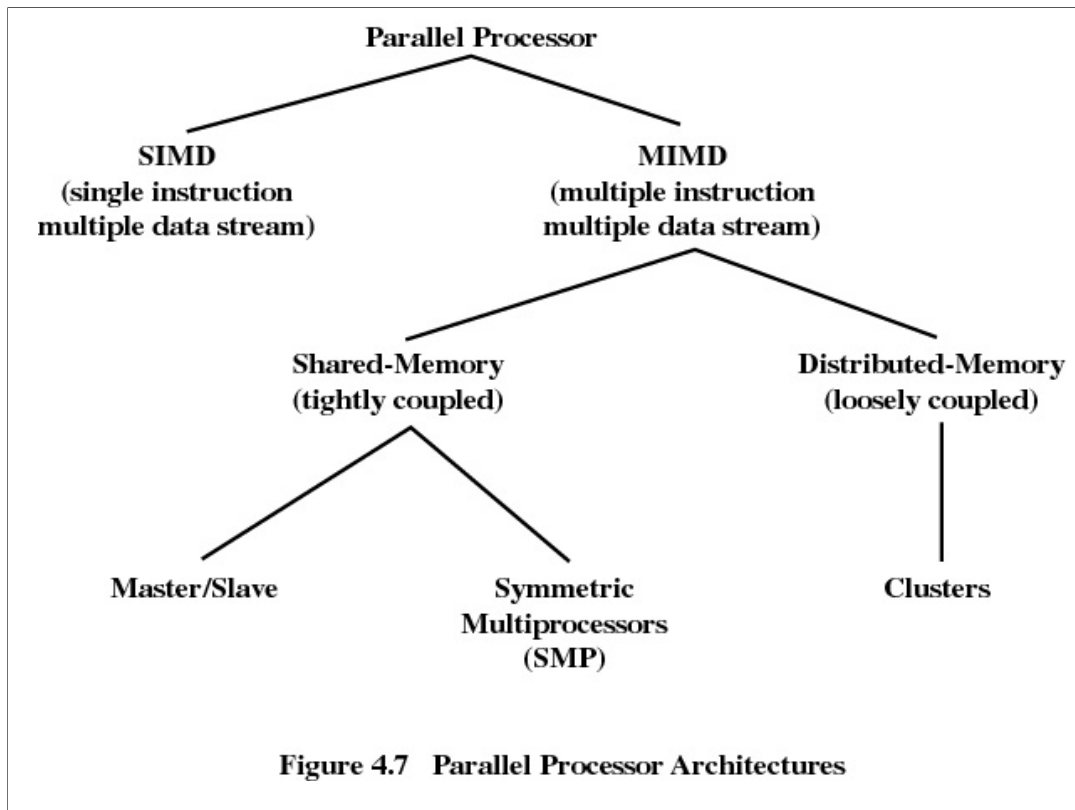 Parallel Processor
SIMD
(single instruction
multiple data stream)
MIMD
(multiple instruction
multiple data stream)
Shared-Memory
(tightly coupled)
Distributed-Memory
(loosely coupled)
Master/Slave
Symmetric
Multiprocessors
(SMP)
Clusters
Figure 4.7 Parallel Processor Architectures